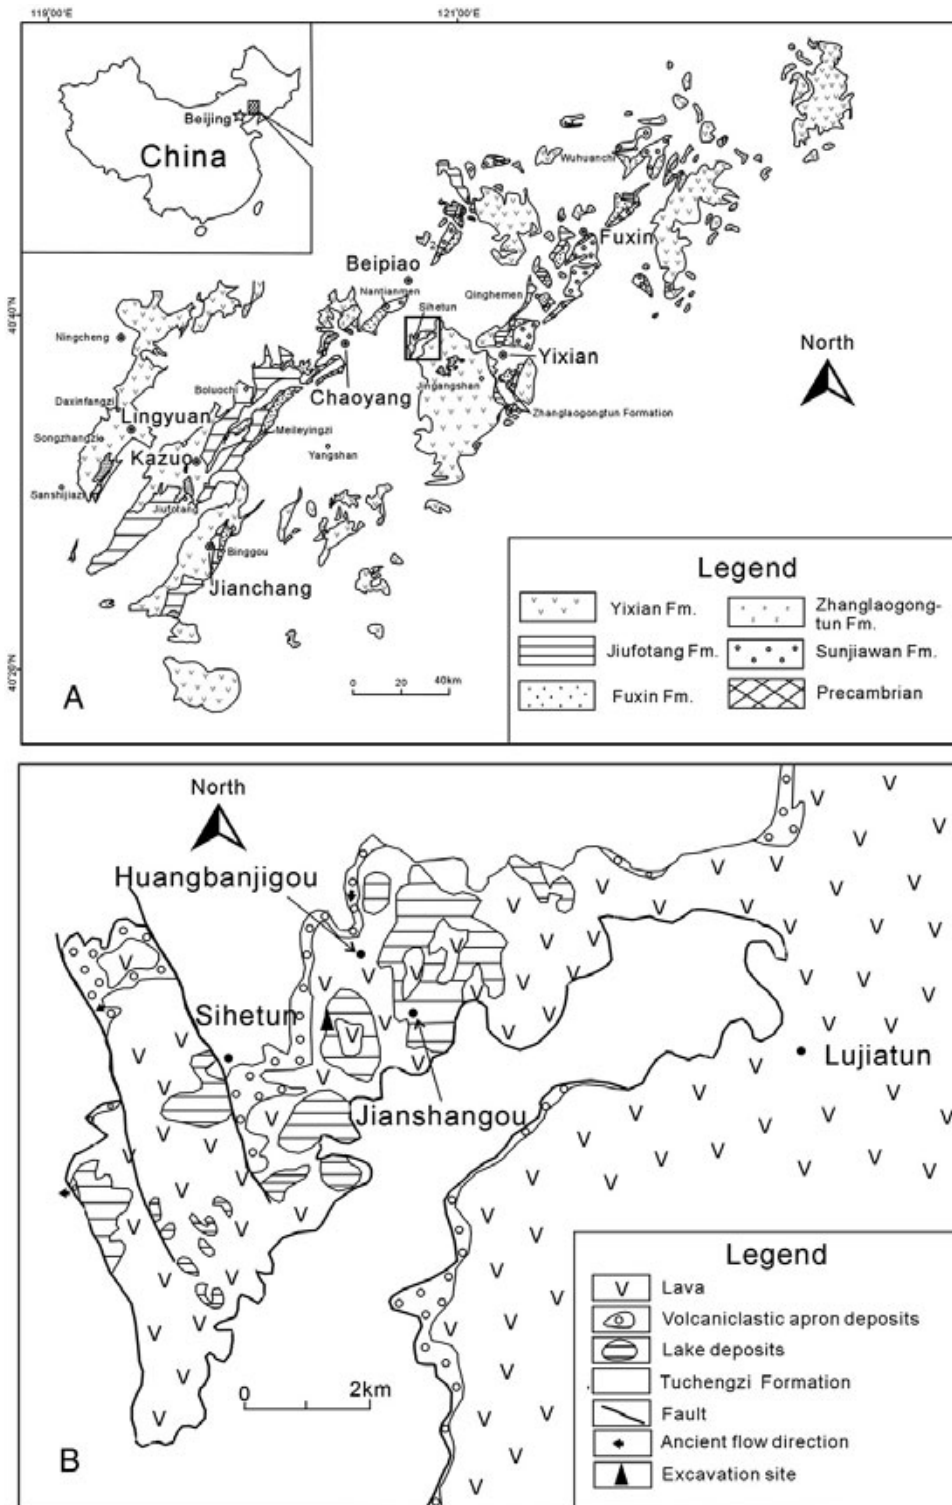 119°00′E
121°00′E
Beijing
China
Wuhuanchi
Fuxin
Beipiao
Nantianmen
Qinghemen
Sihetun
40°40′N
Ningcheng
Yixian
North
Boluochi
Chaoyang
Jingangshan
Daxinfangzi
Lingyuan
Zhanglaogongtun Formation
Songzhangzi
Meileyingzi
Kazuo
Yangshan
Sanshijiazi
Jiufotang
Binggou
Jianchang
Legend
Yixian Fm.
Zhanglaogong-
tun Fm.
Jiufotang Fm.
Sunjiawan Fm.
Fuxin Fm.
Precambrian
40°20′N
A
0 20 40km
North
Huangbanjigou
Sihetun
Lujiatun
Jianshangou
Legend
V Lava
Volcaniclastic apron deposits
Lake deposits
Tuchengzi Formation
Fault
Ancient flow direction
Excavation site
0 2km
B